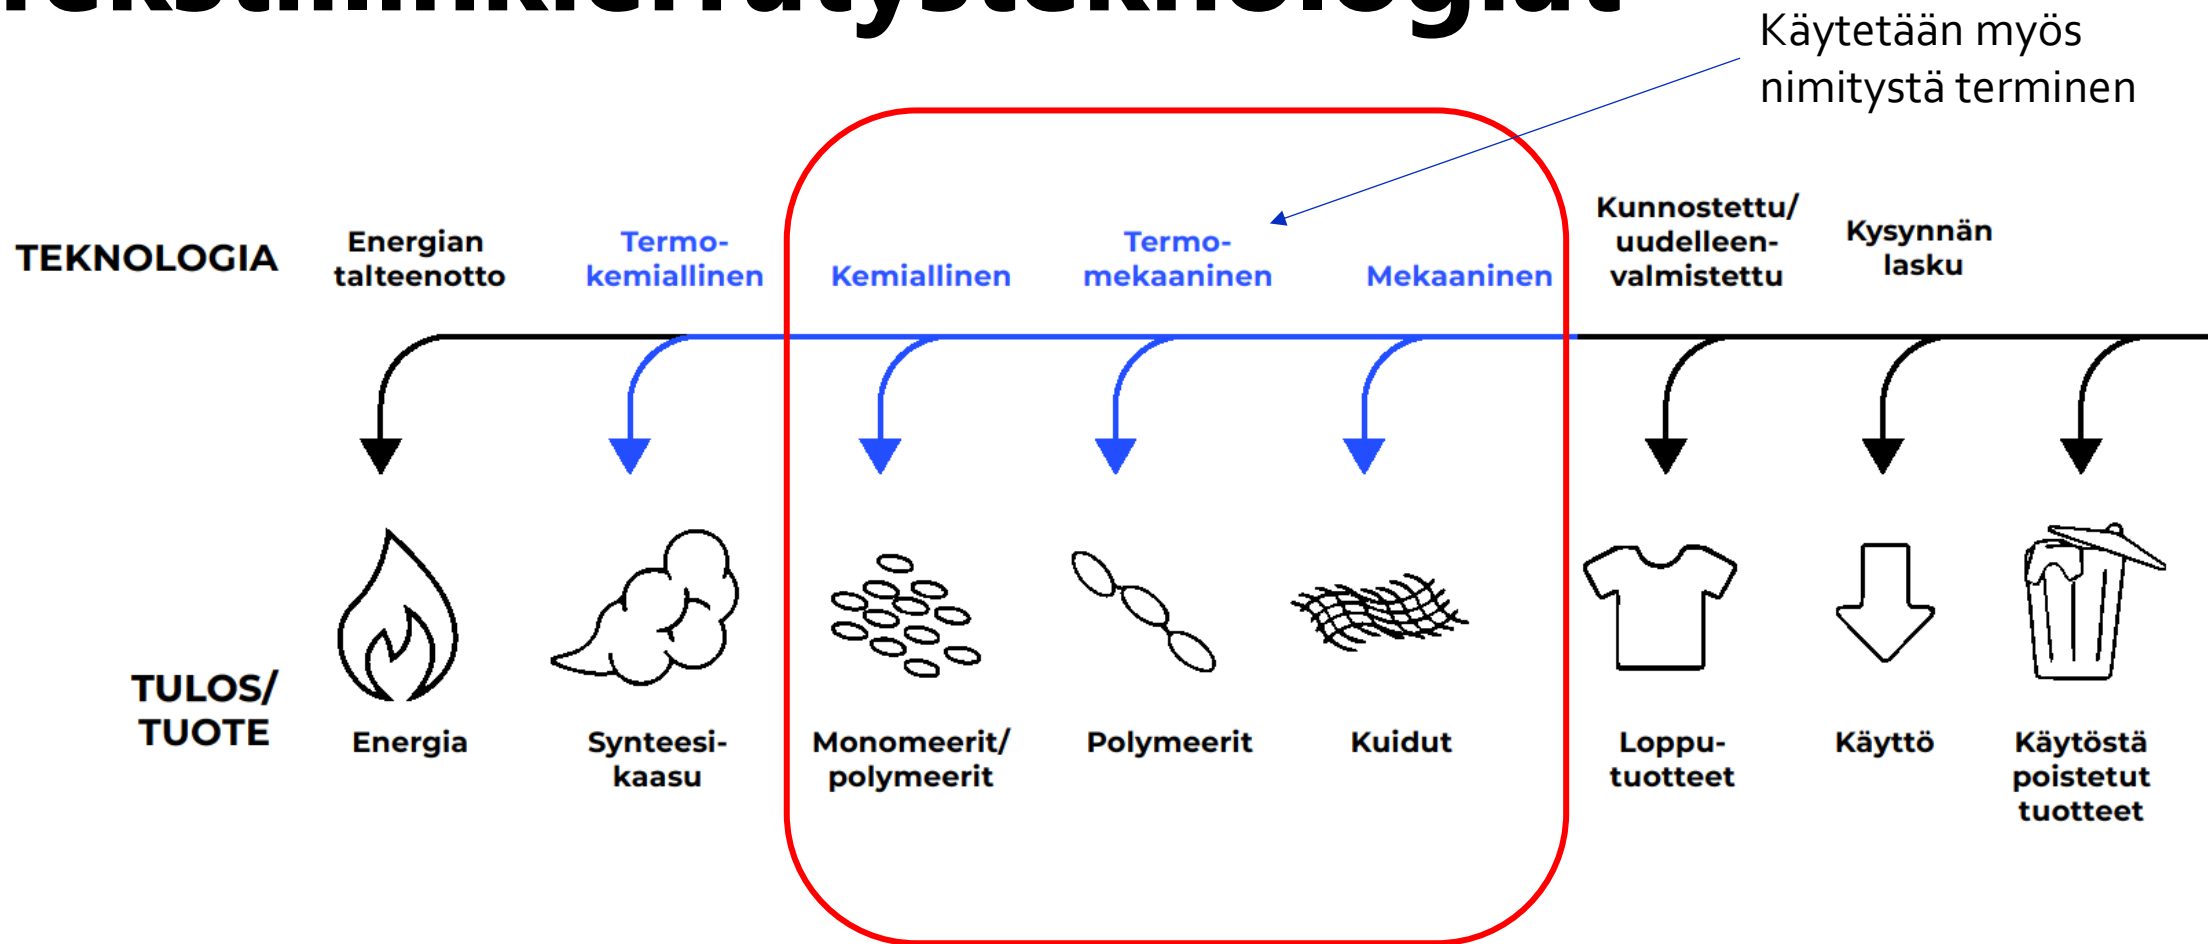 Käytetään myös
nimitystä terminen
TEKNOLOGIA
Energian
talteenotto
Termo-
kemiallinen
Kemiallinen
Termo-
mekaaninen
Mekaaninen
Kunnostettu/
uudelleen-
valmistettu
Kysynnän
lasku
TULOS/
TUOTE
Energia
Synteesi-
kaasu
Monomeerit/
polymeerit
Polymeerit
Kuidut
Loppu-
tuotteet
Käyttö
Käytöstä
poistetut
tuotteet